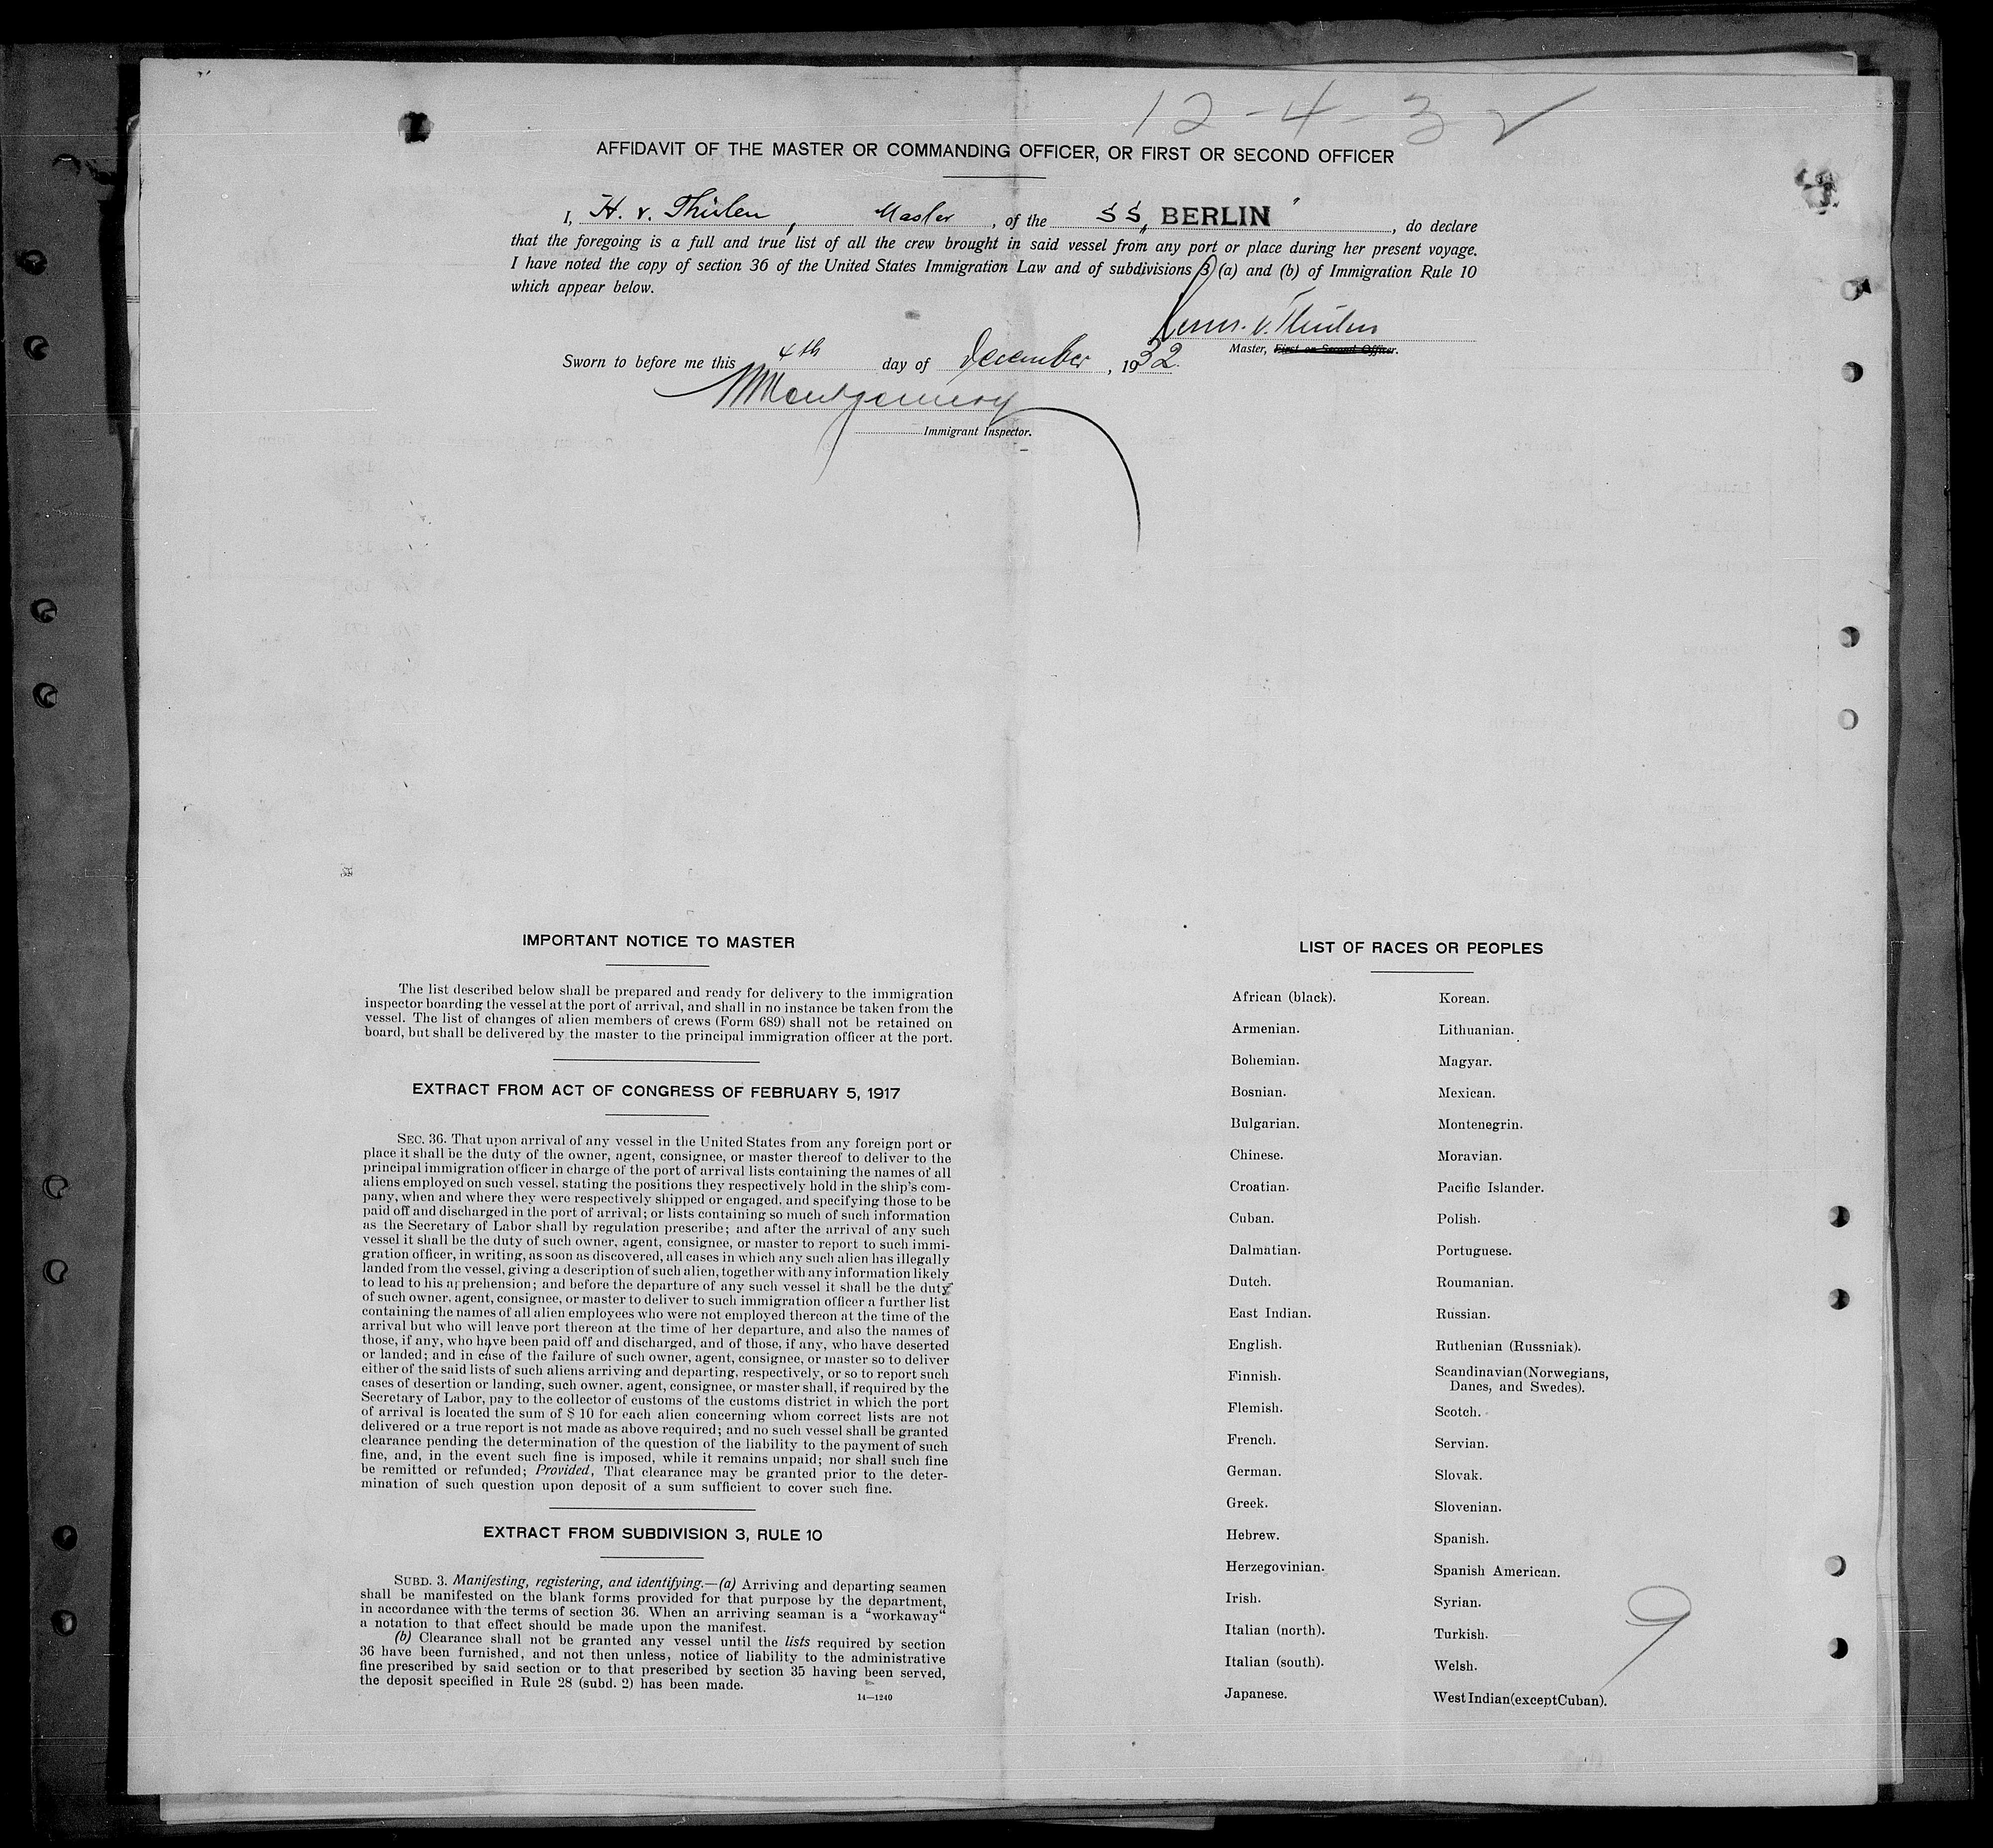 12-4-32
AFFIDAVIT OF THE MASTER OR COMMANDING OFFICER, OR FIRST OR SECOND OFFICER
I, H. v. Thülen, Master, of the SS „BERLIN", do declare
that the foregoing is a full and true list of all the crew brought in said vessel from any port or place during her present voyage.
I have noted the copy of section 36 of the United States Immigration Law and of subdivisions 3 (a) and (b) of Immigration Rule 10
which appear below.
v. Thülen
Master, First or Second Officer.
Sworn to before me this 4th day of December, 1932.
Montgomery
Immigrant Inspector.
IMPORTANT NOTICE TO MASTER
The list described below shall be prepared and ready for delivery to the immigration
inspector boarding the vessel at the port of arrival, and shall in no instance be taken from the
vessel. The list of changes of alien members of crews (Form 689) shall not be retained on
board, but shall be delivered by the master to the principal immigration officer at the port.
EXTRACT FROM ACT OF CONGRESS OF FEBRUARY 5, 1917
SEC. 36. That upon arrival of any vessel in the United States from any foreign port or
place it shall be the duty of the owner, agent, consignee, or master thereof to deliver to the
principal immigration officer in charge of the port of arrival lists containing the names of all
aliens employed on such vessel, stating the positions they respectively hold in the ship's com-
pany, when and where they were respectively shipped or engaged, and specifying those to be
paid off and discharged in the port of arrival; or lists containing so much of such information
as the Secretary of Labor shall by regulation prescribe; and after the arrival of any such
vessel it shall be the duty of such owner, agent, consignee, or master to report to such immi-
gration officer, in writing, as soon as discovered, all cases in which any such alien has illegally
landed from the vessel, giving a description of such alien, together with any information likely
to lead to his apprehension; and before the departure of any such vessel it shall be the duty
of such owner, agent, consignee, or master to deliver to such immigration officer a further list
containing the names of all alien employees who were not employed thereon at the time of the
arrival but who will leave port thereon at the time of her departure, and also the names of
those, if any, who have been paid off and discharged, and of those, if any, who have deserted
or landed; and in case of the failure of such owner, agent, consignee, or master so to deliver
either of the said lists of such aliens arriving and departing, respectively, or so to report such
cases of desertion or landing, such owner, agent, consignee, or master shall, if required by the
Secretary of Labor, pay to the collector of customs of the customs district in which the port
of arrival is located the sum of $ 10 for each alien concerning whom correct lists are not
delivered or a true report is not made as above required; and no such vessel shall be granted
clearance pending the determination of the question of the liability to the payment of such
fine, and, in the event such fine is imposed, while it remains unpaid; nor shall such fine
be remitted or refunded; Provided, That clearance may be granted prior to the deter-
mination of such question upon deposit of a sum sufficient to cover such fine.
EXTRACT FROM SUBDIVISION 3, RULE 10
SUBD. 3. Manifesting, registering, and identifying.—(a) Arriving and departing seamen
shall be manifested on the blank forms provided for that purpose by the department,
in accordance with the terms of section 36. When an arriving seaman is a "workaway"
a notation to that effect should be made upon the manifest.
(b) Clearance shall not be granted any vessel until the lists required by section
36 have been furnished, and not then unless, notice of liability to the administrative
fine prescribed by said section or to that prescribed by section 35 having been served,
the deposit specified in Rule 28 (subd. 2) has been made.
14—1240
LIST OF RACES OR PEOPLES
African (black).
Armenian.
Bohemian.
Bosnian.
Bulgarian.
Chinese.
Croatian.
Cuban.
Dalmatian.
Dutch.
East Indian.
English.
Finnish.
Flemish.
French.
German.
Greek.
Hebrew.
Herzegovinian.
Irish.
Italian (north).
Italian (south).
Japanese.
Korean.
Lithuanian.
Magyar.
Mexican.
Montenegrin.
Moravian.
Pacific Islander.
Polish.
Portuguese.
Roumanian.
Russian.
Ruthenian (Russniak).
Scandinavian (Norwegians,
Danes, and Swedes).
Scotch.
Servian.
Slovak.
Slovenian.
Spanish.
Spanish American.
Syrian.
Turkish.
Welsh.
West Indian (except Cuban).
9